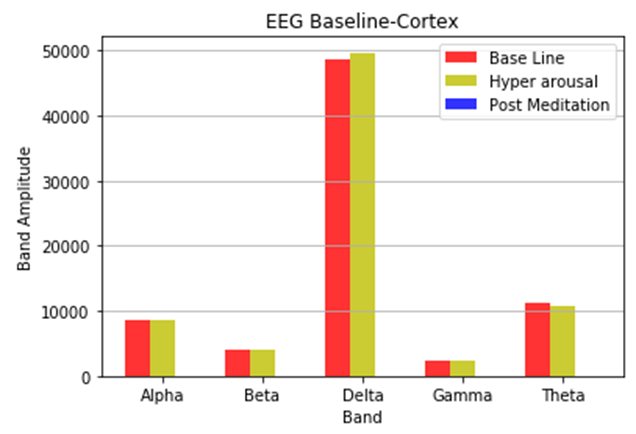 EEG Baseline-Cortex
Base Line
Hyper arousal
Post Meditation
50000
40000
30000
20000
10000
0
Band Amplitude
Alpha Beta Delta Gamma Theta
Band